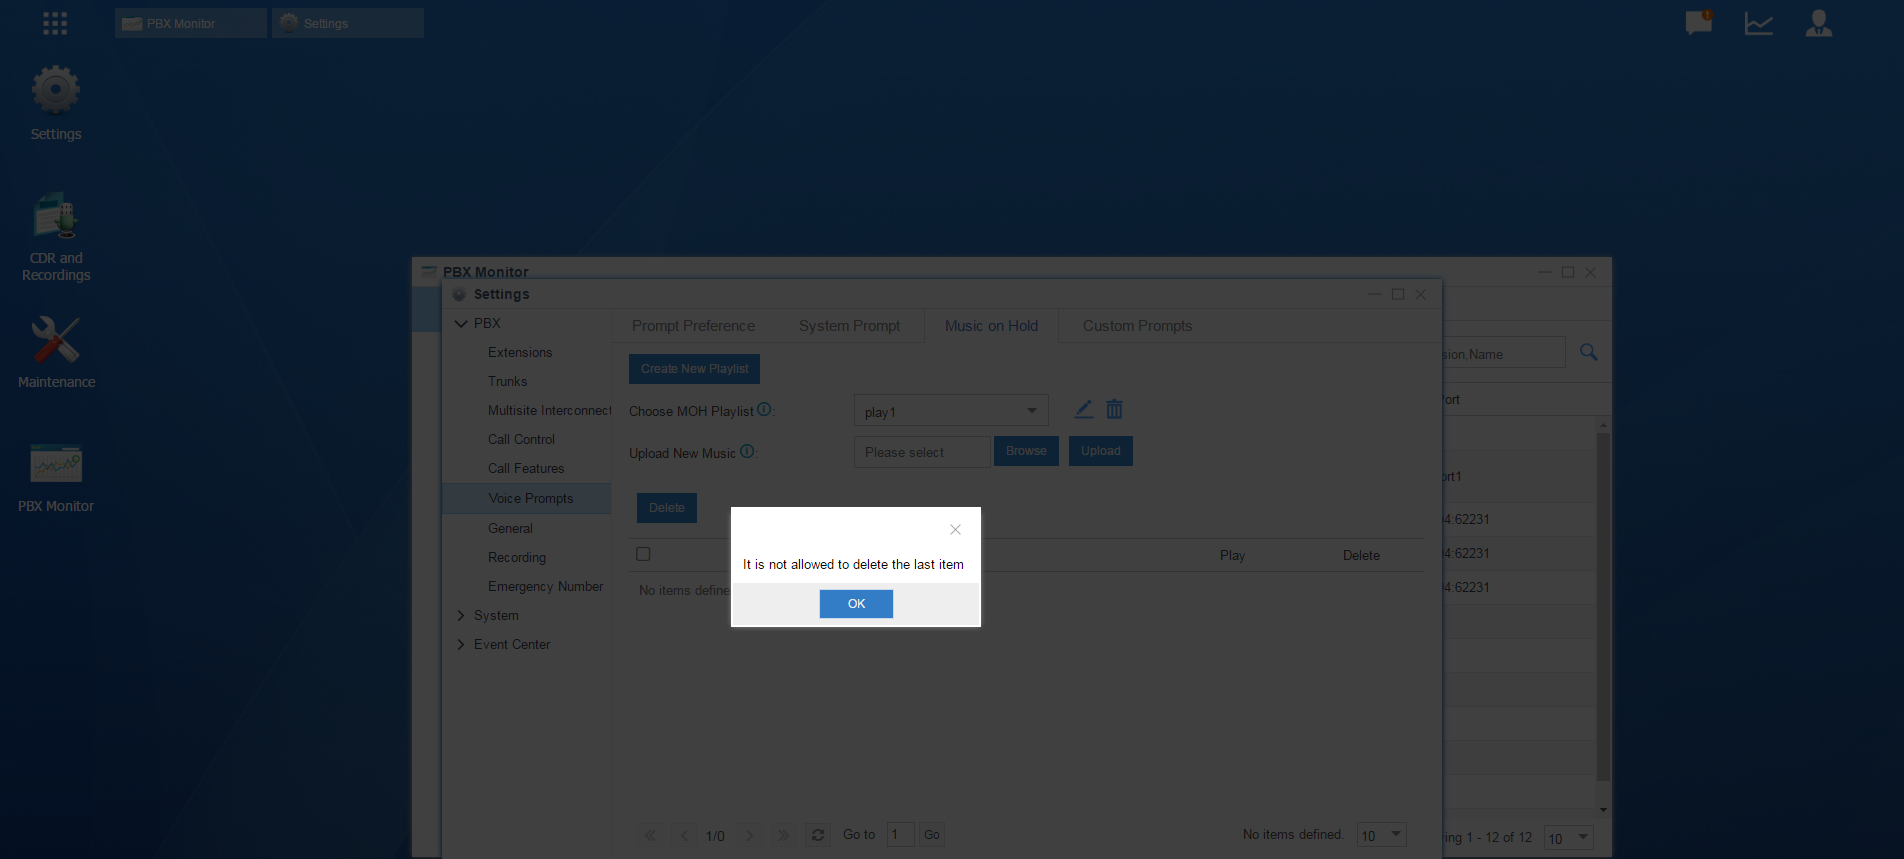 PBX Monitor
Settings
1
Settings
CDR and
Recordings
Maintenance
PBX Monitor
PBX Monitor
Settings
PBX
Extensions
Trunks
Multisite Interconnect
Call Control
Call Features
Voice Prompts
General
Recording
Emergency Number
System
Event Center
Prompt Preference
System Prompt
Music on Hold
Custom Prompts
Create New Playlist
Choose MOH Playlist :
play1
Upload New Music :
Please select
Browse
Upload
Delete
Play
Delete
No items define
It is not allowed to delete the last item
OK
1/0
Go to
1
Go
No items defined.
10
sion,Name
Port
ort1
4:62231
4:62231
4:62231
ing 1 - 12 of 12
10